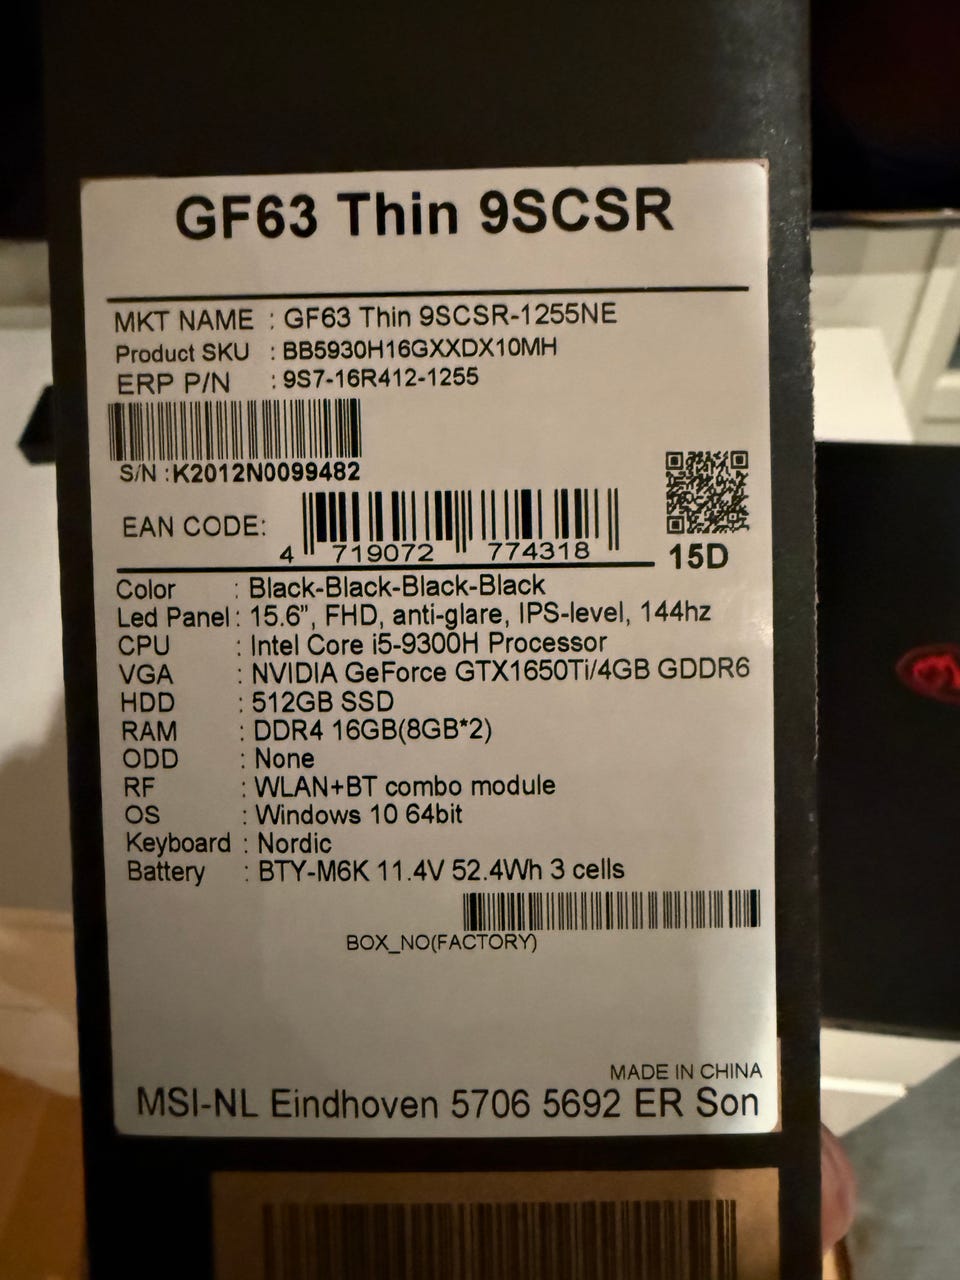 GF63 Thin 9SCSR
MKT NAME : GF63 Thin 9SCSR-1255NE
Product SKU : BB5930H16GXXDX10MH
ERP P/N : 9S7-16R412-1255
S/N :K2012N0099482
EAN CODE:
4 719072 774318
15D
Color : Black-Black-Black-Black
Led Panel : 15.6", FHD, anti-glare, IPS-level, 144hz
CPU : Intel Core i5-9300H Processor
VGA : NVIDIA GeForce GTX1650Ti/4GB GDDR6
HDD : 512GB SSD
RAM : DDR4 16GB(8GB*2)
ODD : None
RF : WLAN+BT combo module
OS : Windows 10 64bit
Keyboard : Nordic
Battery : BTY-M6K 11.4V 52.4Wh 3 cells
BOX_NO(FACTORY)
MADE IN CHINA
MSI-NL Eindhoven 5706 5692 ER Son